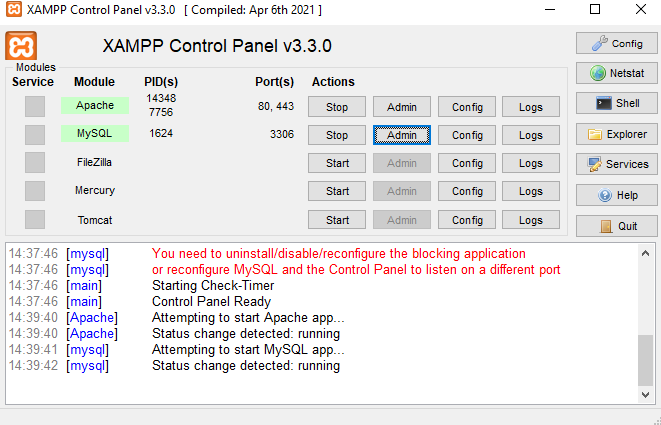 XAMPP Control Panel v3.3.0 [ Compiled: Apr 6th 2021 ]
XAMPP Control Panel v3.3.0
Config
Modules
Service Module PID(s) Port(s) Actions
Netstat
Apache 14348 7756 80, 443 Stop Admin Config Logs
Shell
MySQL 1624 3306 Stop Admin Config Logs
Explorer
FileZilla Start Admin Config Logs
Services
Mercury Start Admin Config Logs
Help
Tomcat Start Admin Config Logs
Quit
14:37:46 [mysql] You need to uninstall/disable/reconfigure the blocking application
14:37:46 [mysql] or reconfigure MySQL and the Control Panel to listen on a different port
14:37:46 [main] Starting Check-Timer
14:37:46 [main] Control Panel Ready
14:39:40 [Apache] Attempting to start Apache app...
14:39:40 [Apache] Status change detected: running
14:39:41 [mysql] Attempting to start MySQL app...
14:39:42 [mysql] Status change detected: running